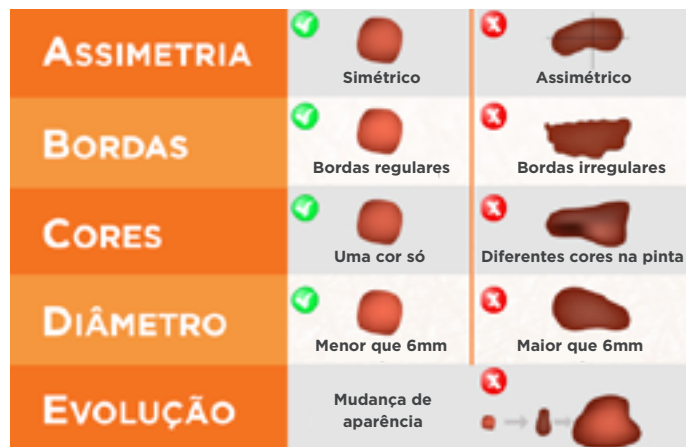 ASSIMETRIA
Simétrico
Assimétrico
BORDAS
Bordas regulares
Bordas irregulares
CORES
Uma cor só
Diferentes cores na pinta
DIÂMETRO
Menor que 6mm
Maior que 6mm
EVOLUÇÃO
Mudança de
aparência